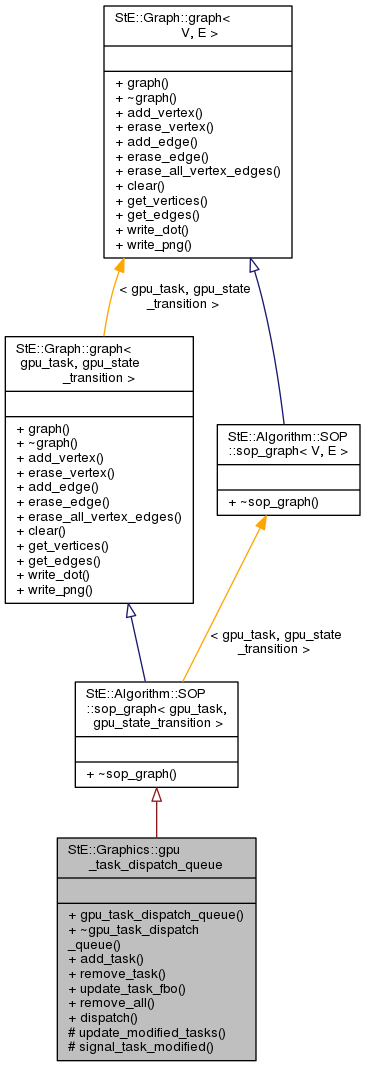 StE::Graph::graph<
V, E >
+ graph()
+ ~graph()
+ add_vertex()
+ erase_vertex()
+ add_edge()
+ erase_edge()
+ erase_all_vertex_edges()
+ clear()
+ get_vertices()
+ get_edges()
+ write_dot()
+ write_png()
< gpu_task, gpu_state
_transition >
StE::Graph::graph<
gpu_task, gpu_state
_transition >
+ graph()
+ ~graph()
+ add_vertex()
+ erase_vertex()
+ add_edge()
+ erase_edge()
+ erase_all_vertex_edges()
+ clear()
+ get_vertices()
+ get_edges()
+ write_dot()
+ write_png()
StE::Algorithm::SOP
::sop_graph< V, E >
+ ~sop_graph()
< gpu_task, gpu_state
_transition >
StE::Algorithm::SOP
::sop_graph< gpu_task,
gpu_state_transition >
+ ~sop_graph()
StE::Graphics::gpu
_task_dispatch_queue
+ gpu_task_dispatch_queue()
+ ~gpu_task_dispatch
_queue()
+ add_task()
+ remove_task()
+ update_task_fbo()
+ remove_all()
+ dispatch()
# update_modified_tasks()
# signal_task_modified()